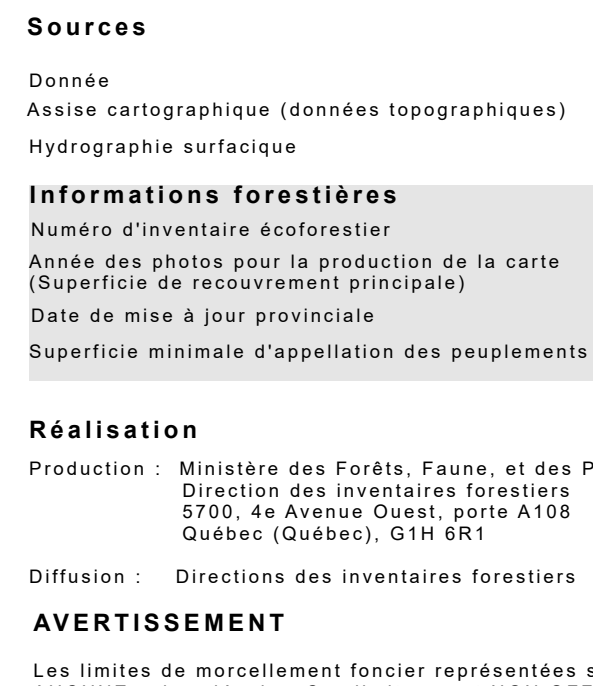 Sources
Donnée
Assise cartographique (données topographiques)
Hydrographie surfacique
Informations forestières
Numéro d'inventaire écoforestier
Année des photos pour la production de la carte
(Superficie de recouvrement principale)
Date de mise à jour provinciale
Superficie minimale d'appellation des peuplements
Réalisation
Production : Ministère des Forêts, Faune, et des P
Direction des inventaires forestiers
5700, 4e Avenue Ouest, porte A108
Québec (Québec), G1H 6R1
Diffusion : Directions des inventaires forestiers
AVERTISSEMENT
Les limites de morcellement foncier représentées s